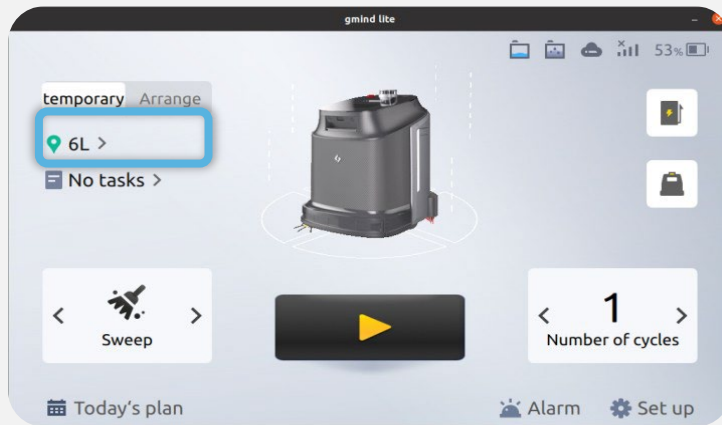 gmind lite
53%
temporary Arrange
6L >
No tasks >
< Sweep >
< 1 >
Number of cycles
Today's plan
Alarm
Set up